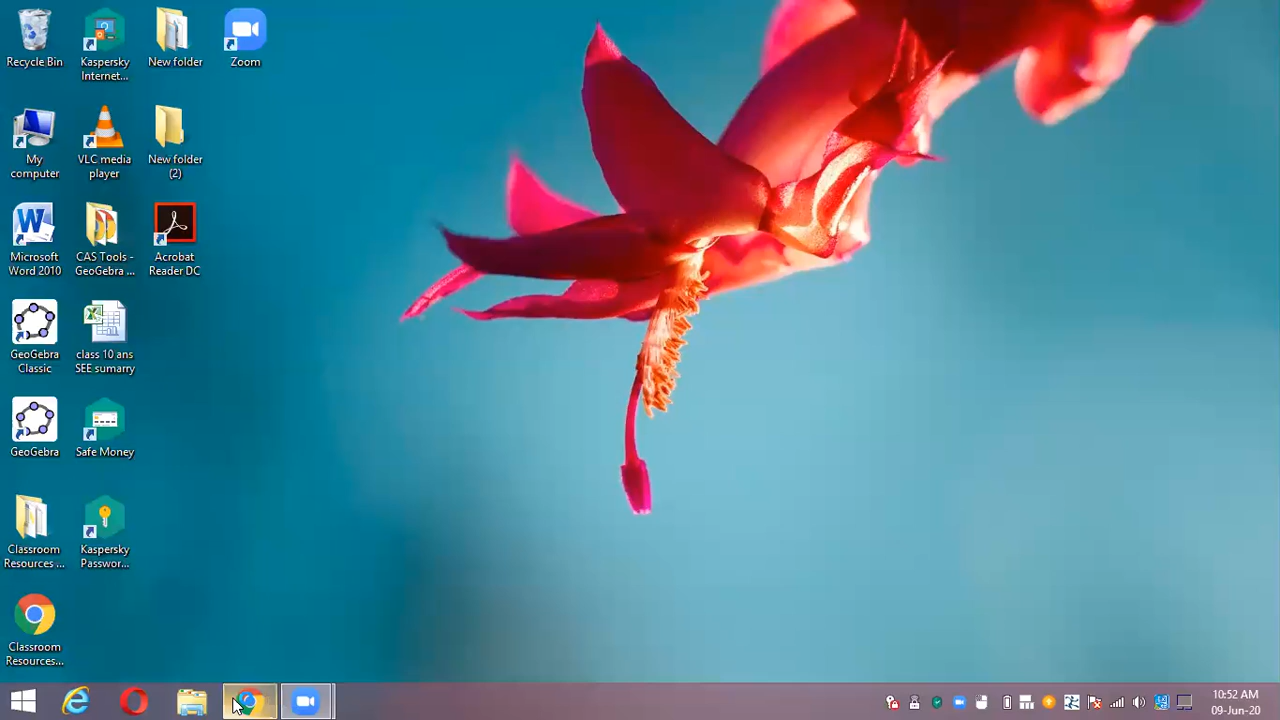 Recycle Bin
Kaspersky
Internet...
New folder
Zoom
My
computer
VLC media
player
New folder
(2)
Microsoft
Word 2010
CAS Tools -
GeoGebra ...
Acrobat
Reader DC
GeoGebra
Classic
class 10 ans
SEE sumarry
GeoGebra
Safe Money
Classroom
Resources ...
Kaspersky
Passwor...
Classroom
Resources...
10:52 AM
09-Jun-20